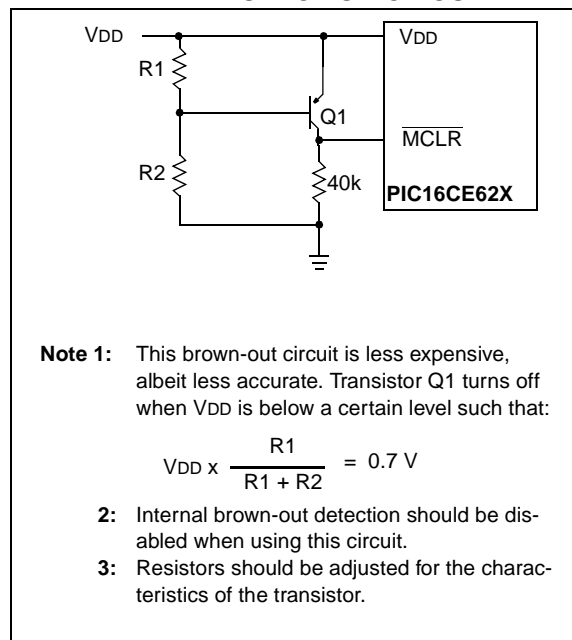 VDD
VDD
R1
Q1
MCLR
R2
40k
PIC16CE62X
Note 1: This brown-out circuit is less expensive,
albeit less accurate. Transistor Q1 turns off
when VDD is below a certain level such that:
VDD x R1 / R1 + R2 = 0.7 V
2: Internal brown-out detection should be dis-
abled when using this circuit.
3: Resistors should be adjusted for the charac-
teristics of the transistor.